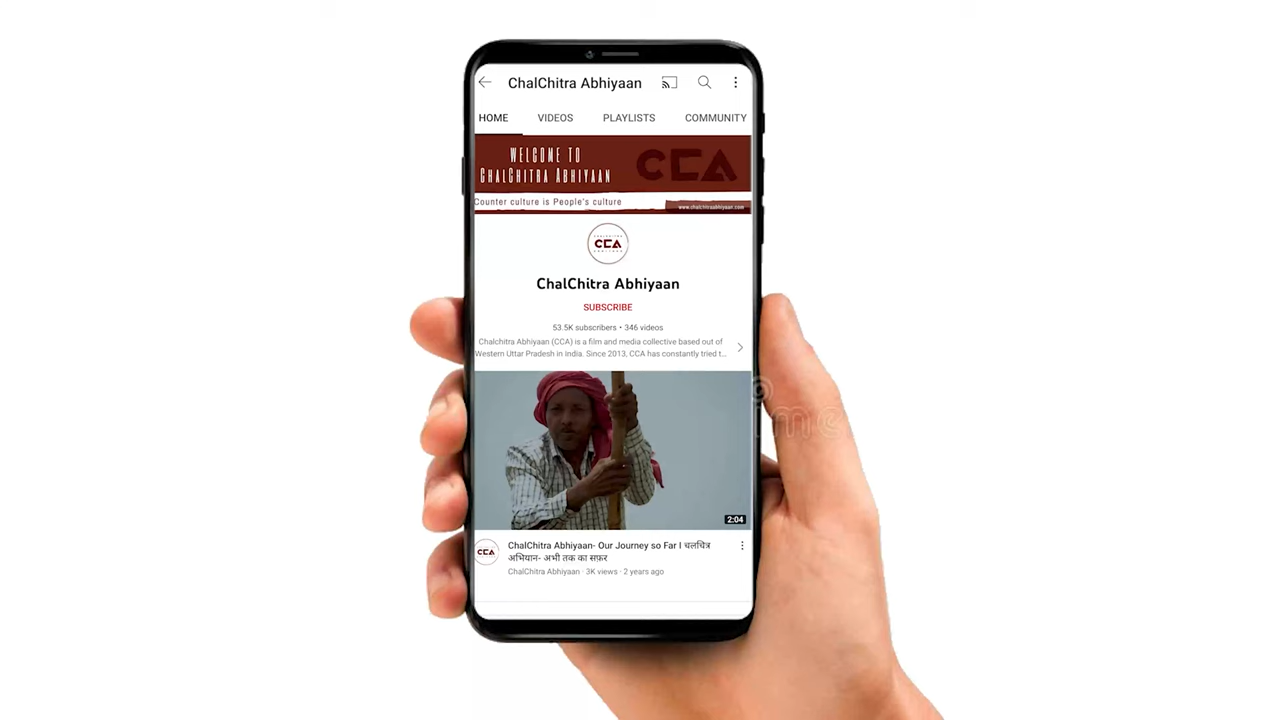 ChalChitra Abhiyaan
HOME VIDEOS PLAYLISTS COMMUNITY
WELCOME TO
CHALCHITRA ABHIYAAN
CCA
Counter culture is People's culture
www.chalchitraabhiyaan.com
CCA
ChalChitra Abhiyaan
SUBSCRIBE
53.5K subscribers • 346 videos
Chalchitra Abhiyaan (CCA) is a film and media collective based out of
Western Uttar Pradesh in India. Since 2013, CCA has constantly tried t...
2:04
CCA
ChalChitra Abhiyaan- Our Journey so Far I चलचित्र
अभियान- अभी तक का सफ़र
ChalChitra Abhiyaan · 3K views · 2 years ago